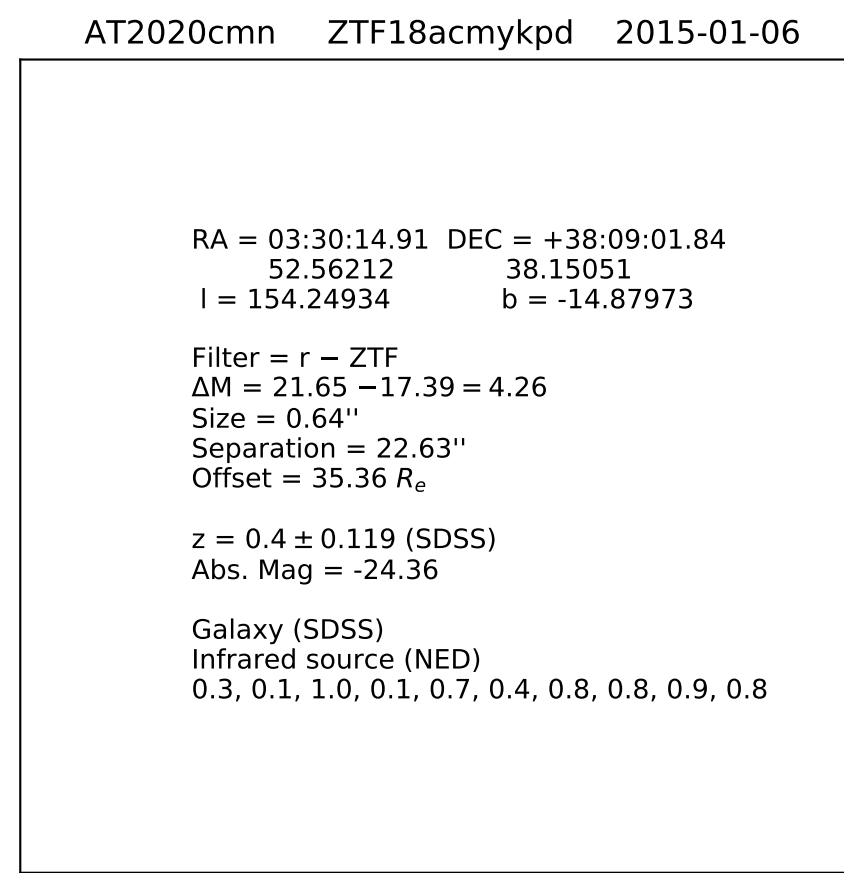 AT2020cmn ZTF18acmykpd 2015-01-06
RA = 03:30:14.91 DEC = +38:09:01.84
52.56212 38.15051
l = 154.24934 b = -14.87973
Filter = r − ZTF
ΔM = 21.65 −17.39 = 4.26
Size = 0.64''
Separation = 22.63''
Offset = 35.36 Rₑ
z = 0.4 ± 0.119 (SDSS)
Abs. Mag = -24.36
Galaxy (SDSS)
Infrared source (NED)
0.3, 0.1, 1.0, 0.1, 0.7, 0.4, 0.8, 0.8, 0.9, 0.8